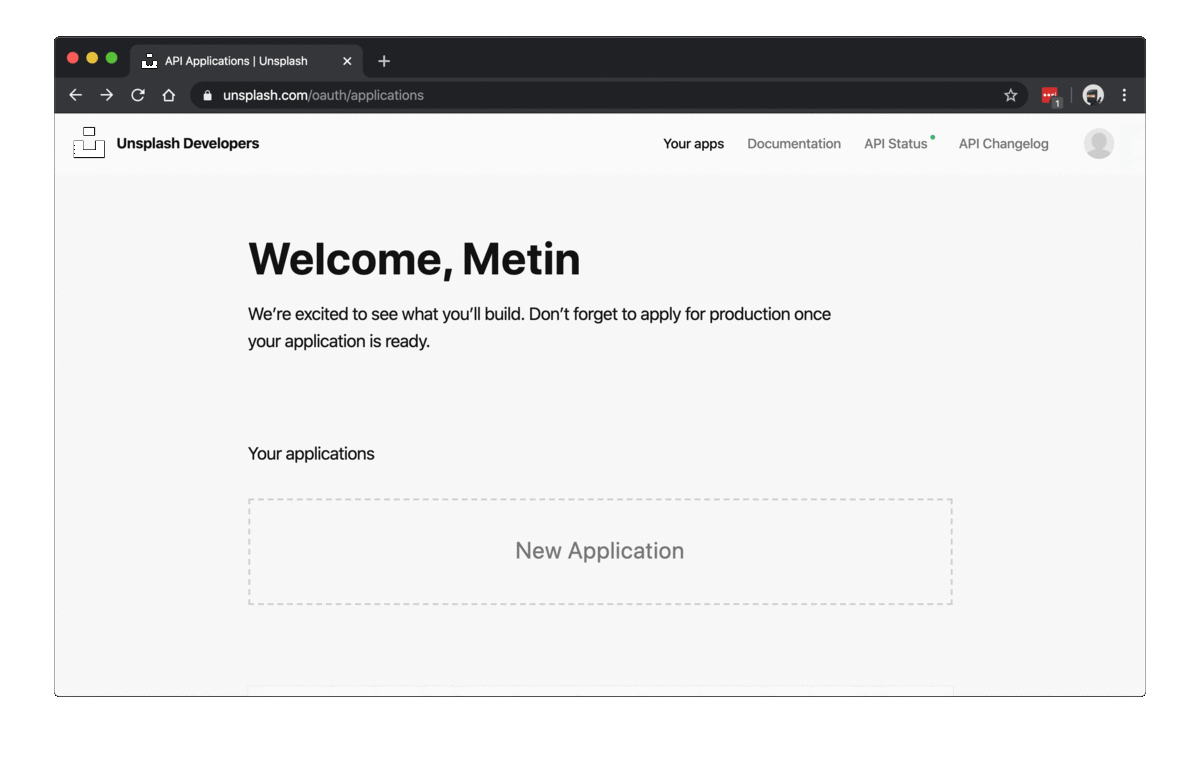 API Applications | Unsplash
unsplash.com/oauth/applications
1
Unsplash Developers
Your apps
Documentation
API Status
API Changelog
Welcome, Metin
We’re excited to see what you’ll build. Don’t forget to apply for production once
your application is ready.
Your applications
New Application